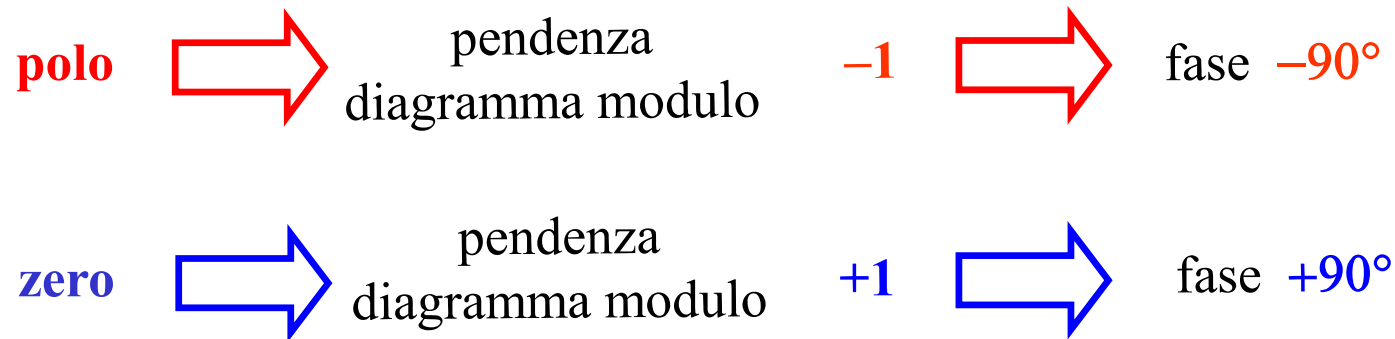 polo
pendenza
diagramma modulo
–1
fase –90°
zero
pendenza
diagramma modulo
+1
fase +90°